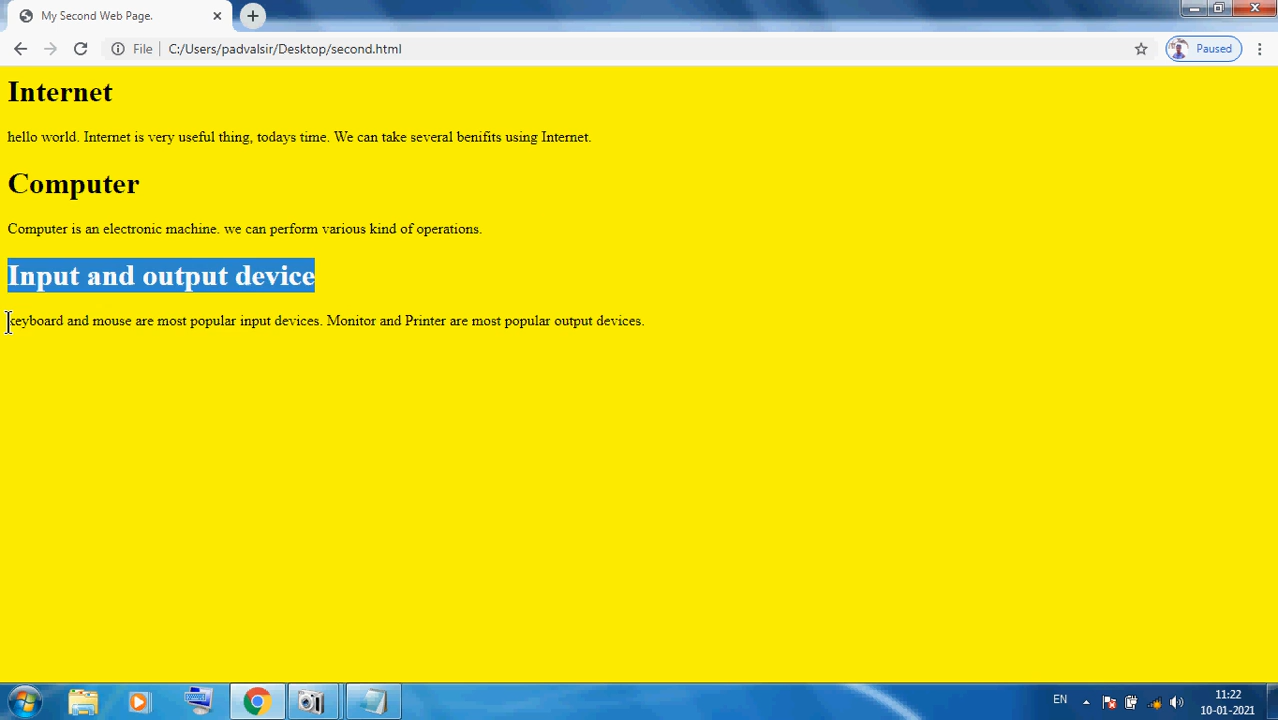 My Second Web Page.
File C:/Users/padvalsir/Desktop/second.html
Paused
Internet
hello world. Internet is very useful thing, todays time. We can take several benifits using Internet.
Computer
Computer is an electronic machine. we can perform various kind of operations.
Input and output device
keyboard and mouse are most popular input devices. Monitor and Printer are most popular output devices.
EN
11:22
10-01-2021